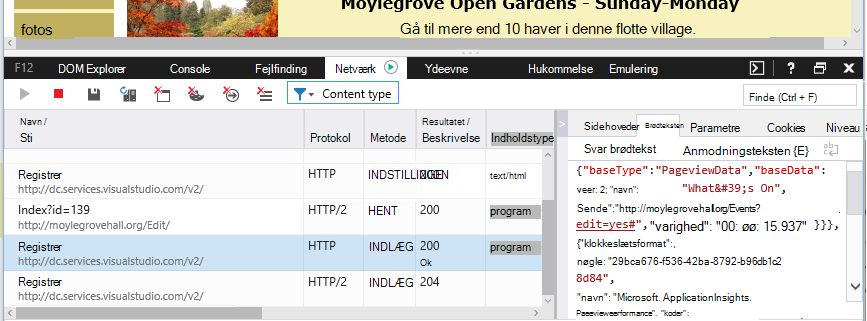 Moylegrove Open Gardens - Sunday-Monday
Gå til mere end 10 haver i denne flotte village.
fotos
F12 DOM Explorer Console Fejlfinding Netværk Ydeevne Hukommelse Emulering
Content type
Finde (Ctrl + F)
Navn /
Sti
Protokol
Metode
Resultatet /
Beskrivelse
Indholdstype
Registrer
http://dc.services.visualstudio.com/v2/
HTTP
INDSTILLINGEN
text/html
Index?id=139
http://moylegrovehall.org/Edit/
HTTP/2
HENT
200
program
Registrer
http://dc.services.visualstudio.com/v2/
HTTP
INDLÆG
200
Ok
program
Registrer
http://dc.services.visualstudio.com/v2/
HTTP/2
INDLÆG
204
Sidehoveder Brødteksten Parametre Cookies Niveau
Svar brødtekst Anmodningsteksten {E}
{"baseType":"PageviewData","baseData":
veer: 2; "navn": "What&#39;s On",
Sende":"http://moylegrovehall.org/Events?
edit=yes#","varighed": "00: øø: 15.937" }}},
{"klokkeslætsformat":,
nøgle: "29bca676-f536-42ba-8792-b96db1c2
8d84",
"navn": "Microsoft. ApplicationInsights.
Pageviewperformance". "koder":